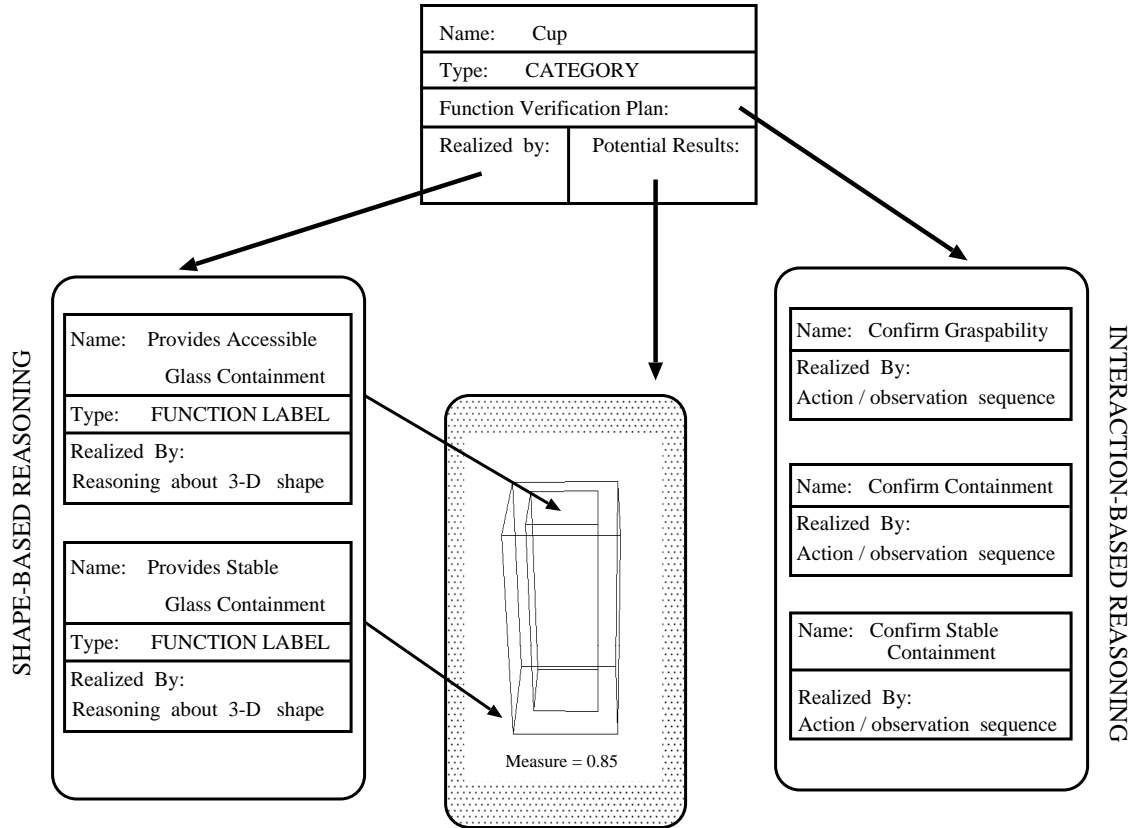 Name: Cup
Type: CATEGORY
Function Verification Plan:
Realized by:
Potential Results:
SHAPE-BASED REASONING
Name: Provides Accessible
Glass Containment
Type: FUNCTION LABEL
Realized By:
Reasoning about 3-D shape
Name: Provides Stable
Glass Containment
Type: FUNCTION LABEL
Realized By:
Reasoning about 3-D shape
Measure = 0.85
Name: Confirm Graspability
Realized By:
Action / observation sequence
Name: Confirm Containment
Realized By:
Action / observation sequence
Name: Confirm Stable
Containment
Realized By:
Action / observation sequence
INTERACTION-BASED REASONING